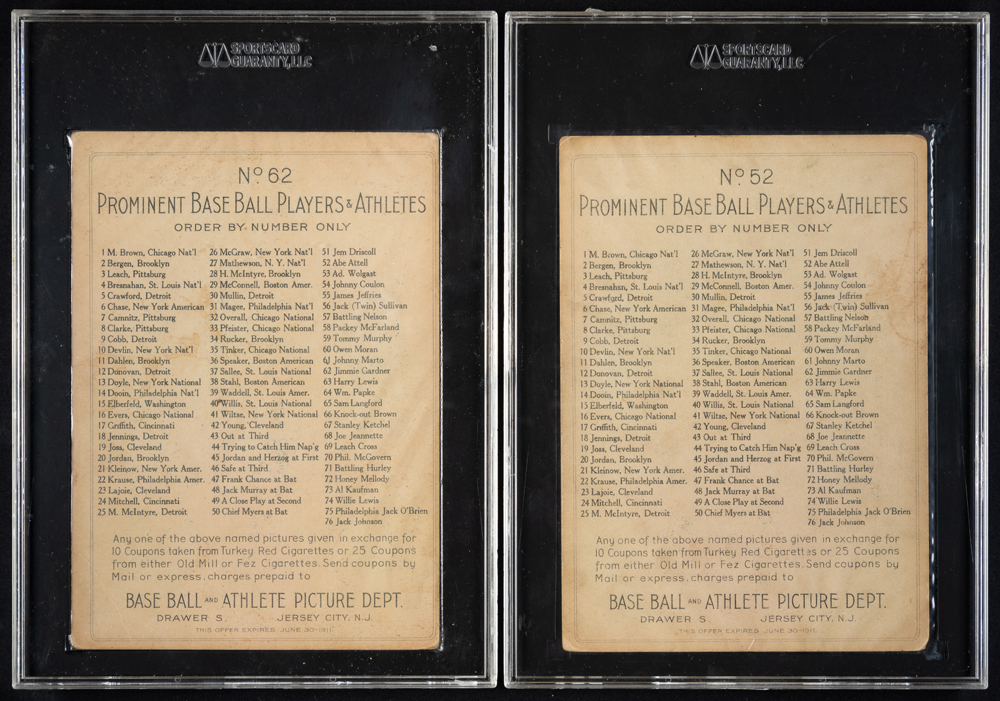 SPORTSCARD
GUARANTY, LLC
Nº 62
PROMINENT BASE BALL PLAYERS & ATHLETES
ORDER BY NUMBER ONLY
1 M. Brown, Chicago Nat'l
2 Bergen, Brooklyn
3 Leach, Pittsburg
4 Bresnahan, St. Louis Nat'l
5 Crawford, Detroit
6 Chase, New York American
7 Camnitz, Pittsburg
8 Clarke, Pittsburg
9 Cobb, Detroit
10 Devlin, New York Nat'l
11 Dahlen, Brooklyn
12 Donovan, Detroit
13 Doyle, New York National
14 Dooin, Philadelphia Nat'l
15 Elberfeld, Washington
16 Evers, Chicago National
17 Griffith, Cincinnati
18 Jennings, Detroit
19 Joss, Cleveland
20 Jordan, Brooklyn
21 Kleinow, New York Amer.
22 Krause, Philadelphia Amer.
23 Lajoie, Cleveland
24 Mitchell, Cincinnati
25 M. McIntyre, Detroit
26 McGraw, New York Nat'l
27 Mathewson, N. Y. Nat'l
28 H. McIntyre, Brooklyn
29 McConnell, Boston Amer.
30 Mullin, Detroit
31 Magee, Philadelphia Nat'l
32 Overall, Chicago National
33 Pfeister, Chicago National
34 Rucker, Brooklyn
35 Tinker, Chicago National
36 Speaker, Boston American
37 Sallee, St. Louis National
38 Stahl, Boston American
39 Waddell, St. Louis Amer.
40 Willis, St. Louis National
41 Wiltse, New York National
42 Young, Cleveland
43 Out at Third
44 Trying to Catch Him Nap'g
45 Jordan and Herzog at First
46 Safe at Third
47 Frank Chance at Bat
48 Jack Murray at Bat
49 A Close Play at Second
50 Chief Myers at Bat
51 Jem Driscoll
52 Abe Attell
53 Ad. Wolgast
54 Johnny Coulon
55 James Jeffries
56 Jack (Twin) Sullivan
57 Battling Nelson
58 Packey McFarland
59 Tommy Murphy
60 Owen Moran
61 Johnny Marto
62 Jimmie Gardner
63 Harry Lewis
64 Wm. Papke
65 Sam Langford
66 Knock-out Brown
67 Stanley Ketchel
68 Joe Jeannette
69 Leach Cross
70 Phil. McGovern
71 Battling Hurley
72 Honey Mellody
73 Al Kaufman
74 Willie Lewis
75 Philadelphia Jack O'Brien
76 Jack Johnson
Any one of the above named pictures given in exchange for
10 Coupons taken from Turkey Red Cigarettes or 25 Coupons
from either Old Mill or Fez Cigarettes. Send coupons by
Mail or express, charges prepaid to
BASE BALL AND ATHLETE PICTURE DEPT.
DRAWER S, JERSEY CITY, N.J.
THIS OFFER EXPIRES JUNE 30-1911
SPORTSCARD
GUARANTY, LLC
Nº 52
PROMINENT BASE BALL PLAYERS & ATHLETES
ORDER BY NUMBER ONLY
1 M. Brown, Chicago Nat'l
2 Bergen, Brooklyn
3 Leach, Pittsburg
4 Bresnahan, St. Louis Nat'l
5 Crawford, Detroit
6 Chase, New York American
7 Camnitz, Pittsburg
8 Clarke, Pittsburg
9 Cobb, Detroit
10 Devlin, New York Nat'l
11 Dahlen, Brooklyn
12 Donovan, Detroit
13 Doyle, New York National
14 Dooin, Philadelphia Nat'l
15 Elberfeld, Washington
16 Evers, Chicago National
17 Griffith, Cincinnati
18 Jennings, Detroit
19 Joss, Cleveland
20 Jordan, Brooklyn
21 Kleinow, New York Amer.
22 Krause, Philadelphia Amer.
23 Lajoie, Cleveland
24 Mitchell, Cincinnati
25 M. McIntyre, Detroit
26 McGraw, New York Nat'l
27 Mathewson, N. Y. Nat'l
28 H. McIntyre, Brooklyn
29 McConnell, Boston Amer.
30 Mullin, Detroit
31 Magee, Philadelphia Nat'l
32 Overall, Chicago National
33 Pfeister, Chicago National
34 Rucker, Brooklyn
35 Tinker, Chicago National
36 Speaker, Boston American
37 Sallee, St. Louis National
38 Stahl, Boston American
39 Waddell, St. Louis Amer.
40 Willis, St. Louis National
41 Wiltse, New York National
42 Young, Cleveland
43 Out at Third
44 Trying to Catch Him Nap'g
45 Jordan and Herzog at First
46 Safe at Third
47 Frank Chance at Bat
48 Jack Murray at Bat
49 A Close Play at Second
50 Chief Myers at Bat
51 Jem Driscoll
52 Abe Attell
53 Ad. Wolgast
54 Johnny Coulon
55 James Jeffries
56 Jack (Twin) Sullivan
57 Battling Nelson
58 Packey McFarland
59 Tommy Murphy
60 Owen Moran
61 Johnny Marto
62 Jimmie Gardner
63 Harry Lewis
64 Wm. Papke
65 Sam Langford
66 Knock-out Brown
67 Stanley Ketchel
68 Joe Jeannette
69 Leach Cross
70 Phil. McGovern
71 Battling Hurley
72 Honey Mellody
73 Al Kaufman
74 Willie Lewis
75 Philadelphia Jack O'Brien
76 Jack Johnson
Any one of the above named pictures given in exchange for
10 Coupons taken from Turkey Red Cigarettes or 25 Coupons
from either Old Mill or Fez Cigarettes. Send coupons by
Mail or express, charges prepaid to
BASE BALL AND ATHLETE PICTURE DEPT.
DRAWER S. JERSEY CITY, N.J.
THIS OFFER EXPIRES JUNE 30-1911